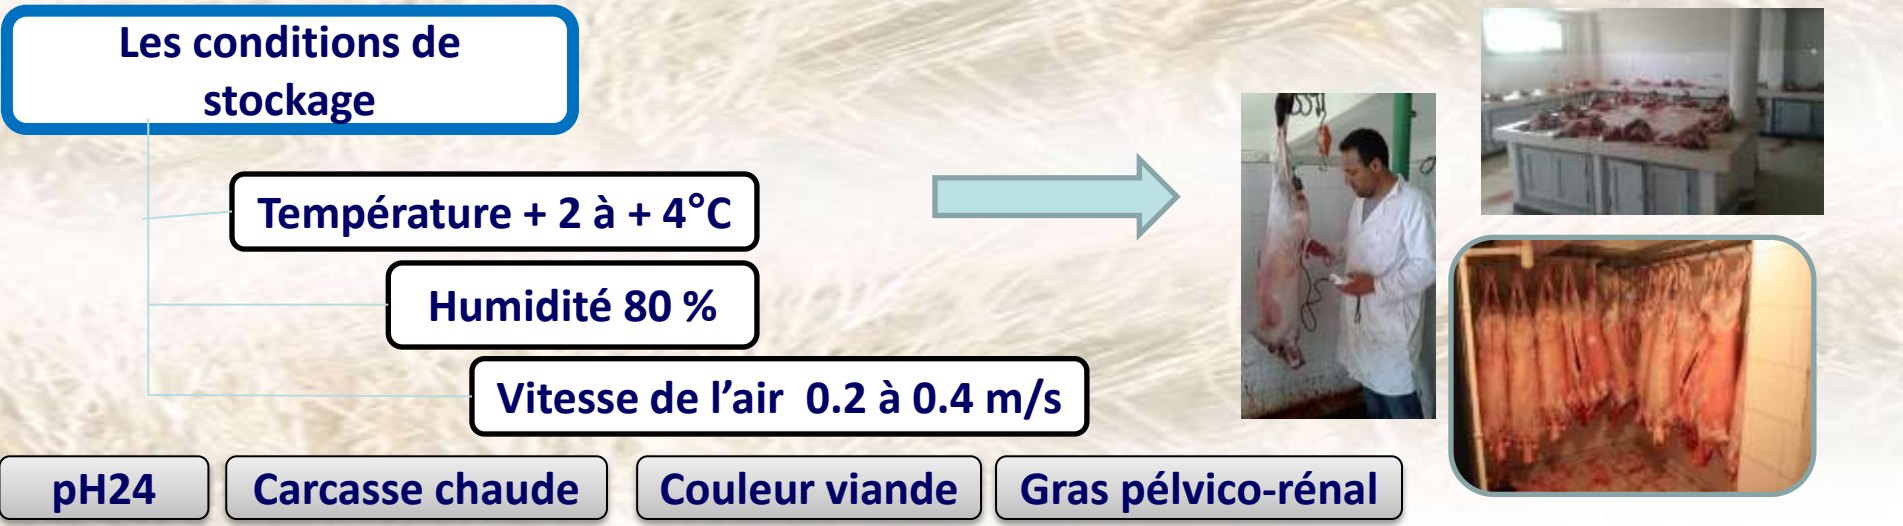 Les conditions de
stockage
Température + 2 à + 4°C
Humidité 80 %
Vitesse de l’air  0.2 à 0.4 m/s
pH24
Carcasse chaude
Couleur viande
Gras pélvico-rénal